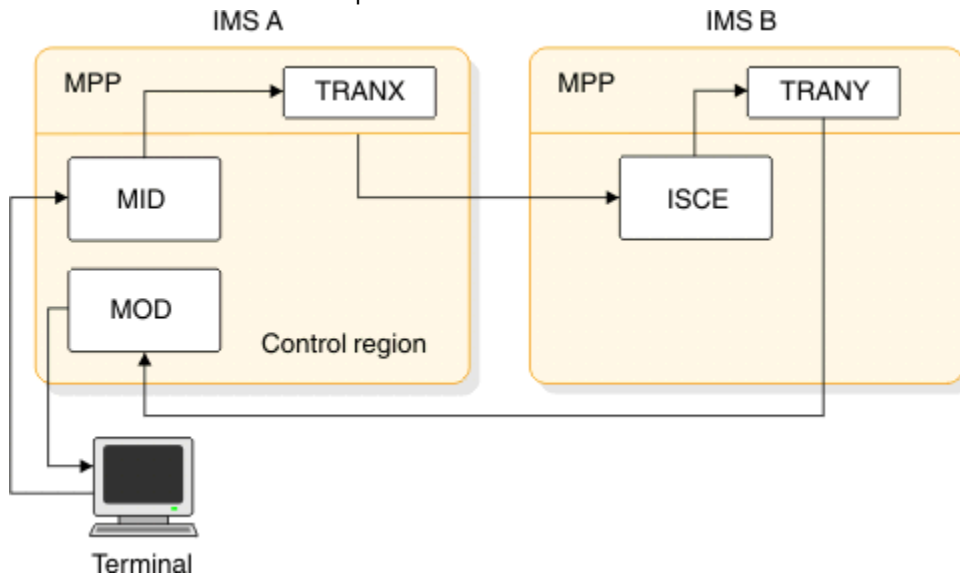 IMS A
IMS B
MPP
TRANX
MPP
TRANY
MID
ISCE
MOD
Control region
Terminal